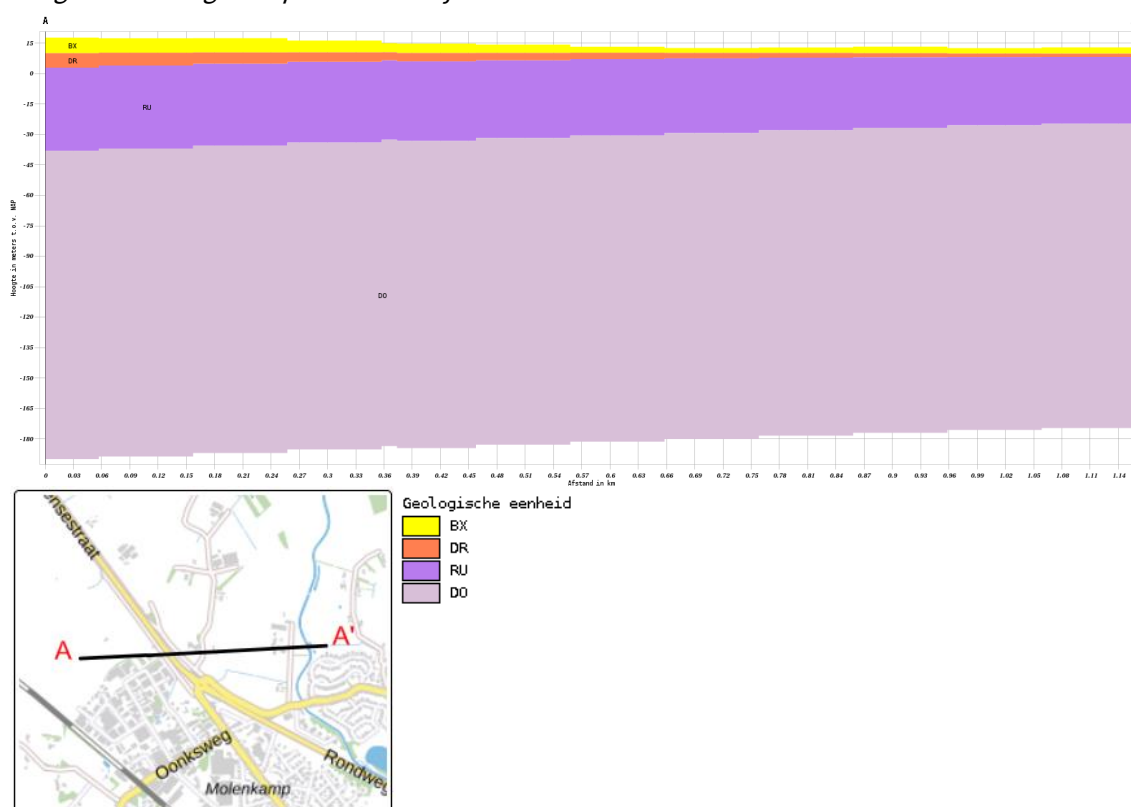 A
BX
DR
RU
DO
Hoogte in meters t.o.v. NAP
15
0
-15
-30
-45
-60
-75
-90
-105
-120
-135
-150
-165
-180
0 0.03 0.06 0.09 0.12 0.15 0.18 0.21 0.24 0.27 0.3 0.33 0.36 0.39 0.42 0.45 0.48 0.51 0.54 0.57 0.6 0.63 0.66 0.69 0.72 0.75 0.78 0.81 0.84 0.87 0.9 0.93 0.96 0.99 1.02 1.05 1.08 1.11 1.14
Afstand in km
Geologische eenheid
BX
DR
RU
DO
nsestraat
A
A'
Oonksweg
Rondweg
Molenkamp